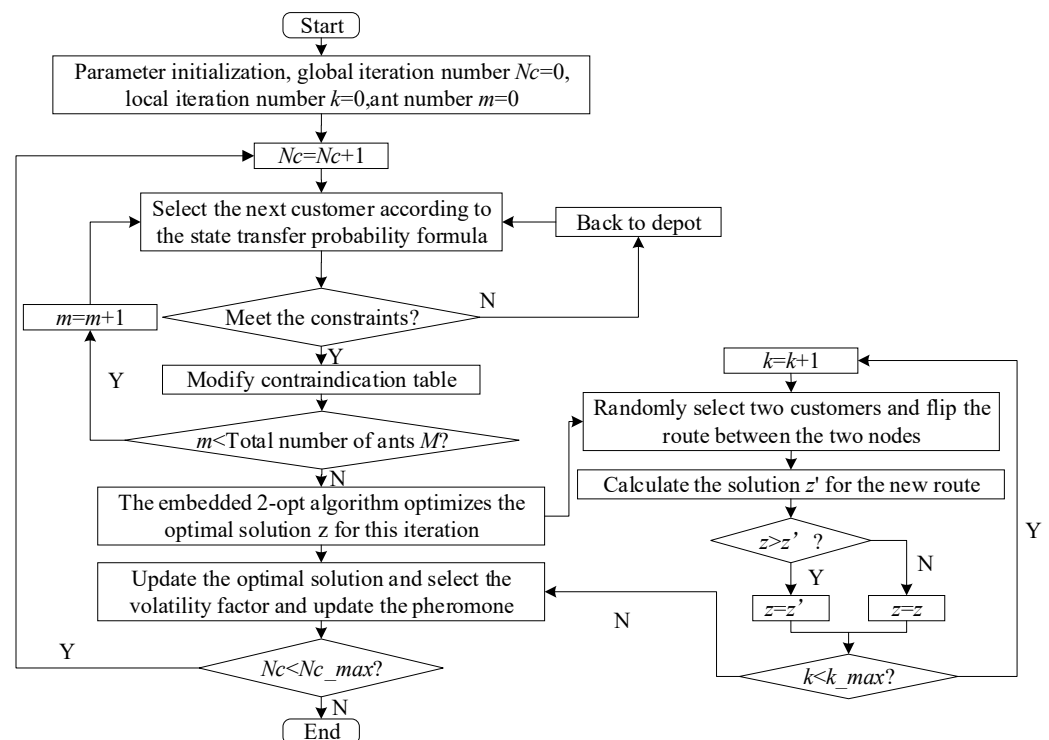 Start
Parameter initialization, global iteration number Nc=0,
local iteration number k=0,ant number m=0
Nc=Nc+1
Select the next customer according to
the state transfer probability formula
Back to depot
N
m=m+1
Meet the constraints?
Y
Y
Modify contraindication table
m<Total number of ants M?
N
The embedded 2-opt algorithm optimizes the
optimal solution z for this iteration
Update the optimal solution and select the
volatility factor and update the pheromone
Y
Nc<Nc_max?
N
End
k=k+1
Randomly select two customers and flip the
route between the two nodes
Calculate the solution z' for the new route
Y
z>z’ ?
N
Y
z=z’
z=z
N
k<k_max?